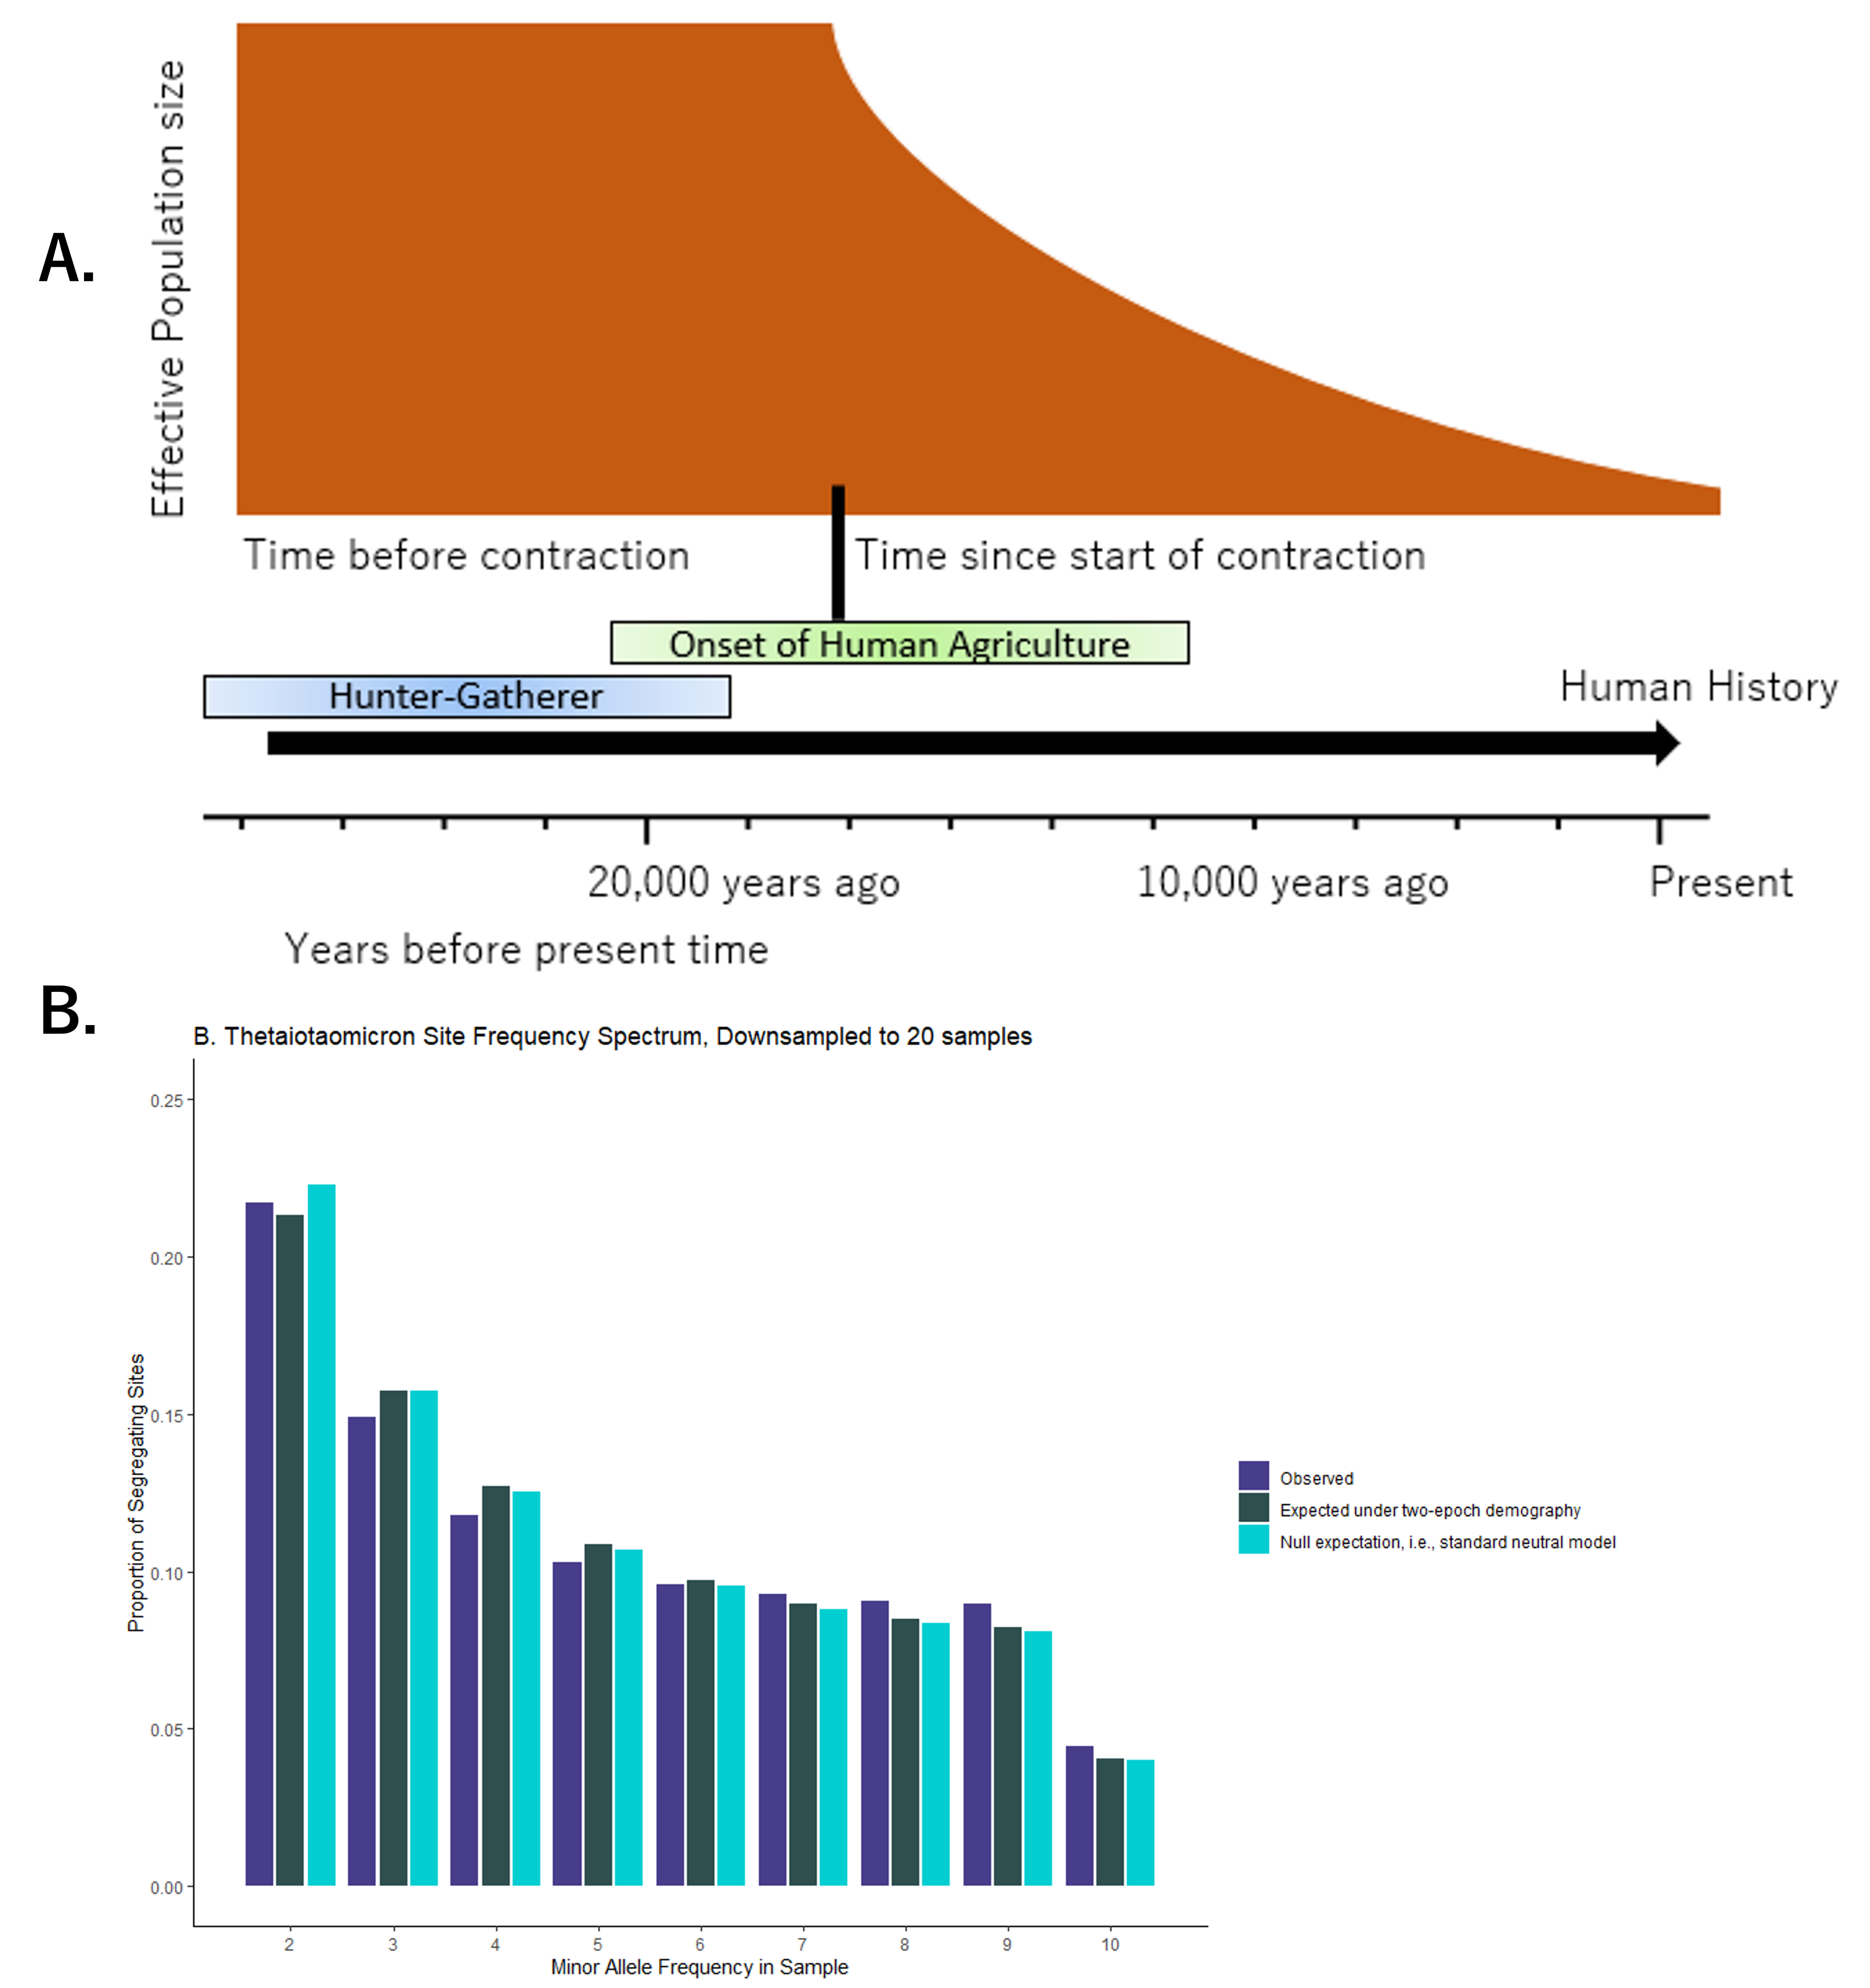 A.
Effective Population size
Time before contraction
Time since start of contraction
Onset of Human Agriculture
Hunter-Gatherer
Human History
20,000 years ago
10,000 years ago
Present
Years before present time
B.
B. Thetaiotaomicron Site Frequency Spectrum, Downsampled to 20 samples
Proportion of Segregating Sites
0.25
0.20
0.15
0.10
0.05
0.00
2 3 4 5 6 7 8 9 10
Minor Allele Frequency in Sample
Observed
Expected under two-epoch demography
Null expectation, i.e., standard neutral model